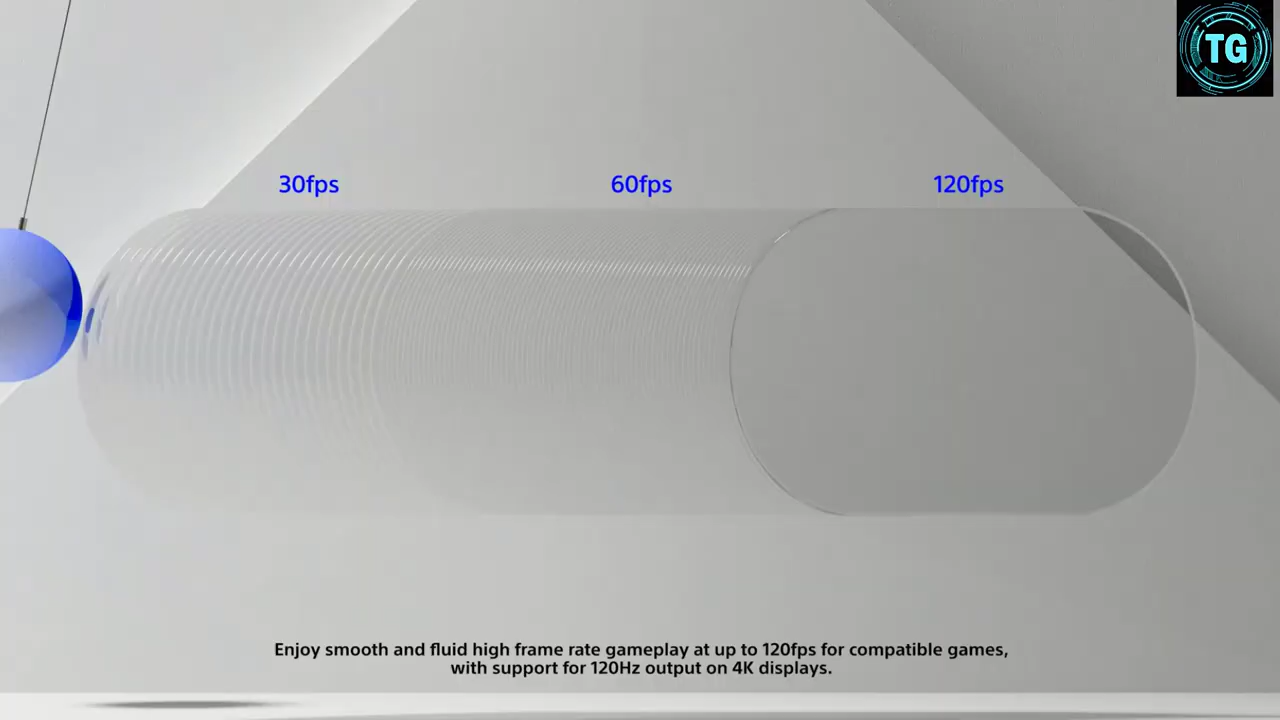 TG
30fps 60fps 120fps
Enjoy smooth and fluid high frame rate gameplay at up to 120fps for compatible games,
with support for 120Hz output on 4K displays.